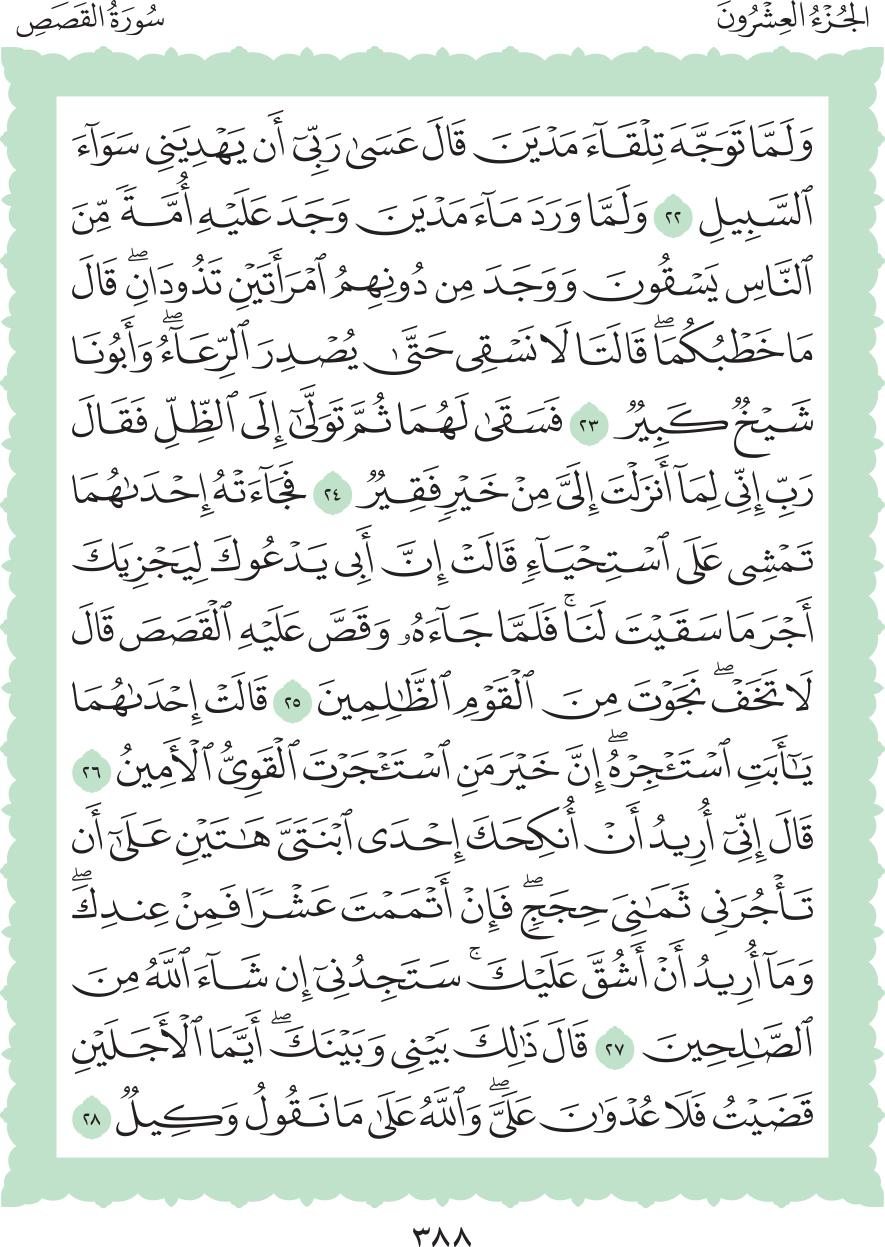 الجُزْءُ العِشْرُونَ
سُورَةُ القَصَصِ
وَلَمَّا تَوَجَّهَ تِلْقَآءَ مَدْيَنَ قَالَ عَسَىٰ رَبِّىٓ أَن يَهْدِيَنِى سَوَآءَ
ٱلسَّبِيلِ ٢٢ وَلَمَّا وَرَدَ مَآءَ مَدْيَنَ وَجَدَ عَلَيْهِ أُمَّةً مِّنَ
ٱلنَّاسِ يَسْقُونَ وَوَجَدَ مِن دُونِهِمُ ٱمْرَأَتَيْنِ تَذُودَانِۖ قَالَ
مَا خَطْبُكُمَاۖ قَالَتَا لَا نَسْقِى حَتَّىٰ يُصْدِرَ ٱلرِّعَآءُۖ وَأَبُونَا
شَيْخٌ كَبِيرٌ ٢٣ فَسَقَىٰ لَهُمَا ثُمَّ تَوَلَّىٰٓ إِلَى ٱلظِّلِّ فَقَالَ
رَبِّ إِنِّى لِمَآ أَنزَلْتَ إِلَىَّ مِنْ خَيْرٍ فَقِيرٌ ٢٤ فَجَآءَتْهُ إِحْدَىٰهُمَا
تَمْشِى عَلَى ٱسْتِحْيَآءٍ قَالَتْ إِنَّ أَبِى يَدْعُوكَ لِيَجْزِيَكَ
أَجْرَ مَا سَقَيْتَ لَنَاۚ فَلَمَّا جَآءَهُۥ وَقَصَّ عَلَيْهِ ٱلْقَصَصَ قَالَ
لَا تَخَفْۖ نَجَوْتَ مِنَ ٱلْقَوْمِ ٱلظَّٰلِمِينَ ٢٥ قَالَتْ إِحْدَىٰهُمَا
يَٰٓأَبَتِ ٱسْتَـْٔجِرْهُۖ إِنَّ خَيْرَ مَنِ ٱسْتَـْٔجَرْتَ ٱلْقَوِىُّ ٱلْأَمِينُ ٢٦
قَالَ إِنِّىٓ أُرِيدُ أَنْ أُنكِحَكَ إِحْدَى ٱبْنَتَىَّ هَٰتَيْنِ عَلَىٰٓ أَن
تَأْجُرَنِى ثَمَٰنِىَ حِجَجٍۖ فَإِنْ أَتْمَمْتَ عَشْرًا فَمِنْ عِندِكَۖ
وَمَآ أُرِيدُ أَنْ أَشُقَّ عَلَيْكَۚ سَتَجِدُنِىٓ إِن شَآءَ ٱللَّهُ مِنَ
ٱلصَّٰلِحِينَ ٢٧ قَالَ ذَٰلِكَ بَيْنِى وَبَيْنَكَۖ أَيَّمَا ٱلْأَجَلَيْنِ
قَضَيْتُ فَلَا عُدْوَٰنَ عَلَىَّۖ وَٱللَّهُ عَلَىٰ مَا نَقُولُ وَكِيلٌ ٢٨
٣٨٨